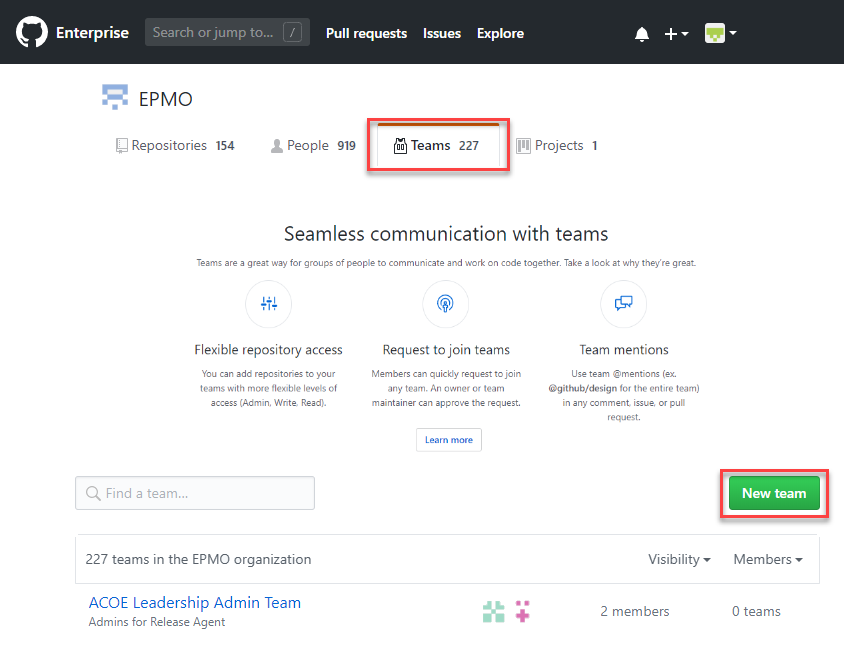 Enterprise Search or jump to... / Pull requests Issues Explore
EPMO
Repositories 154 People 919 Teams 227 Projects 1
Seamless communication with teams
Teams are a great way for groups of people to communicate and work on code together. Take a look at why they're great.
Flexible repository access Request to join teams Team mentions
You can add repositories to your
teams with more flexible levels of
access (Admin, Write, Read).
Members can quickly request to join
any team. An owner or team
maintainer can approve the request.
Use team @mentions (ex.
@github/design for the entire team)
in any comment, issue, or pull
request.
Learn more
Find a team... New team
227 teams in the EPMO organization Visibility Members
ACOE Leadership Admin Team
Admins for Release Agent
2 members 0 teams